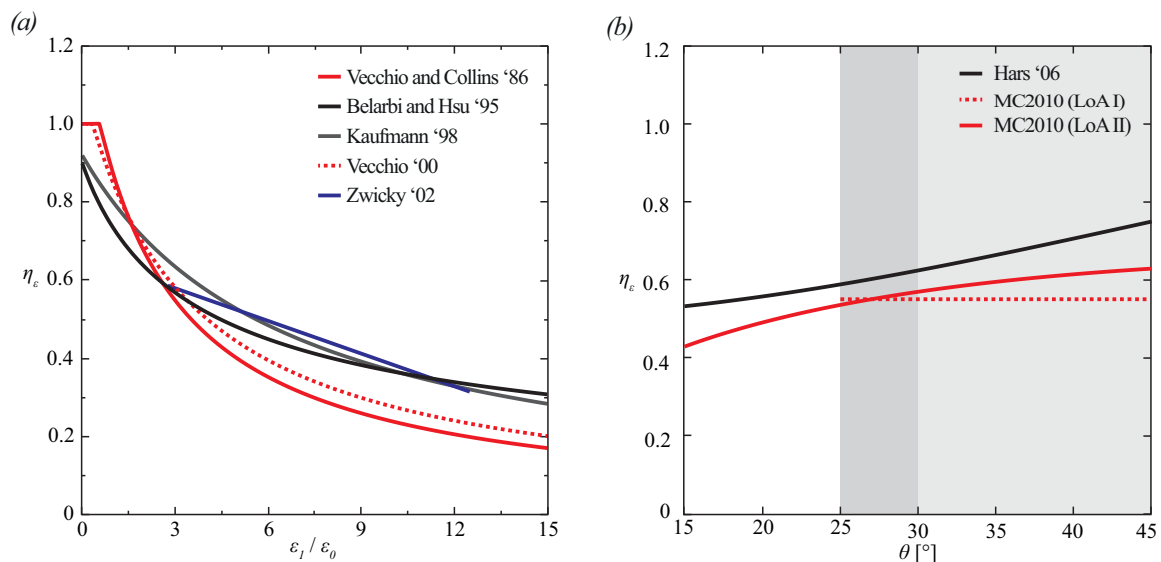 (a)
1.2
1.0
0.8
0.6
0.4
0.2
0
ηε
Vecchio and Collins ‘86
Belarbi and Hsu ‘95
Kaufmann ‘98
Vecchio ‘00
Zwicky ‘02
0 3 6 9 12 15
ε1 / ε0
(b)
1.2
1.0
0.8
0.6
0.4
0.2
0
ηε
Hars ‘06
MC2010 (LoA I)
MC2010 (LoA II)
15 20 25 30 35 40 45
θ [°]